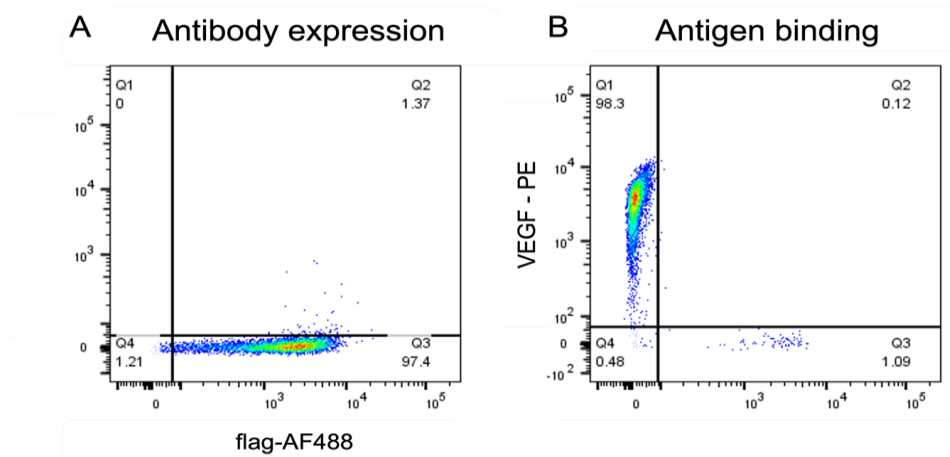 A
Antibody expression
Q1
0
Q2
1.37
10^5
10^4
10^3
0
Q4
1.21
Q3
97.4
0
10^3
10^4
10^5
flag-AF488
B
Antigen binding
Q1
98.3
Q2
0.12
VEGF - PE
10^5
10^4
10^3
10^2
0
-10^2
Q4
0.48
Q3
1.09
0
10^3
10^4
10^5